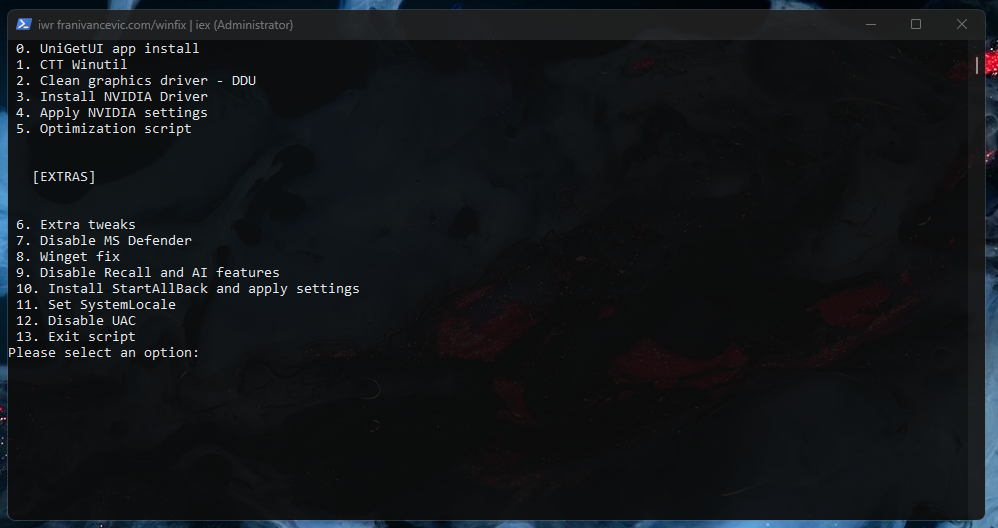 iwr franivancevic.com/winfix | iex (Administrator)
0. UniGetUI app install
1. CTT Winutil
2. Clean graphics driver - DDU
3. Install NVIDIA Driver
4. Apply NVIDIA settings
5. Optimization script
[EXTRAS]
6. Extra tweaks
7. Disable MS Defender
8. Winget fix
9. Disable Recall and AI features
10. Install StartAllBack and apply settings
11. Set SystemLocale
12. Disable UAC
13. Exit script
Please select an option: